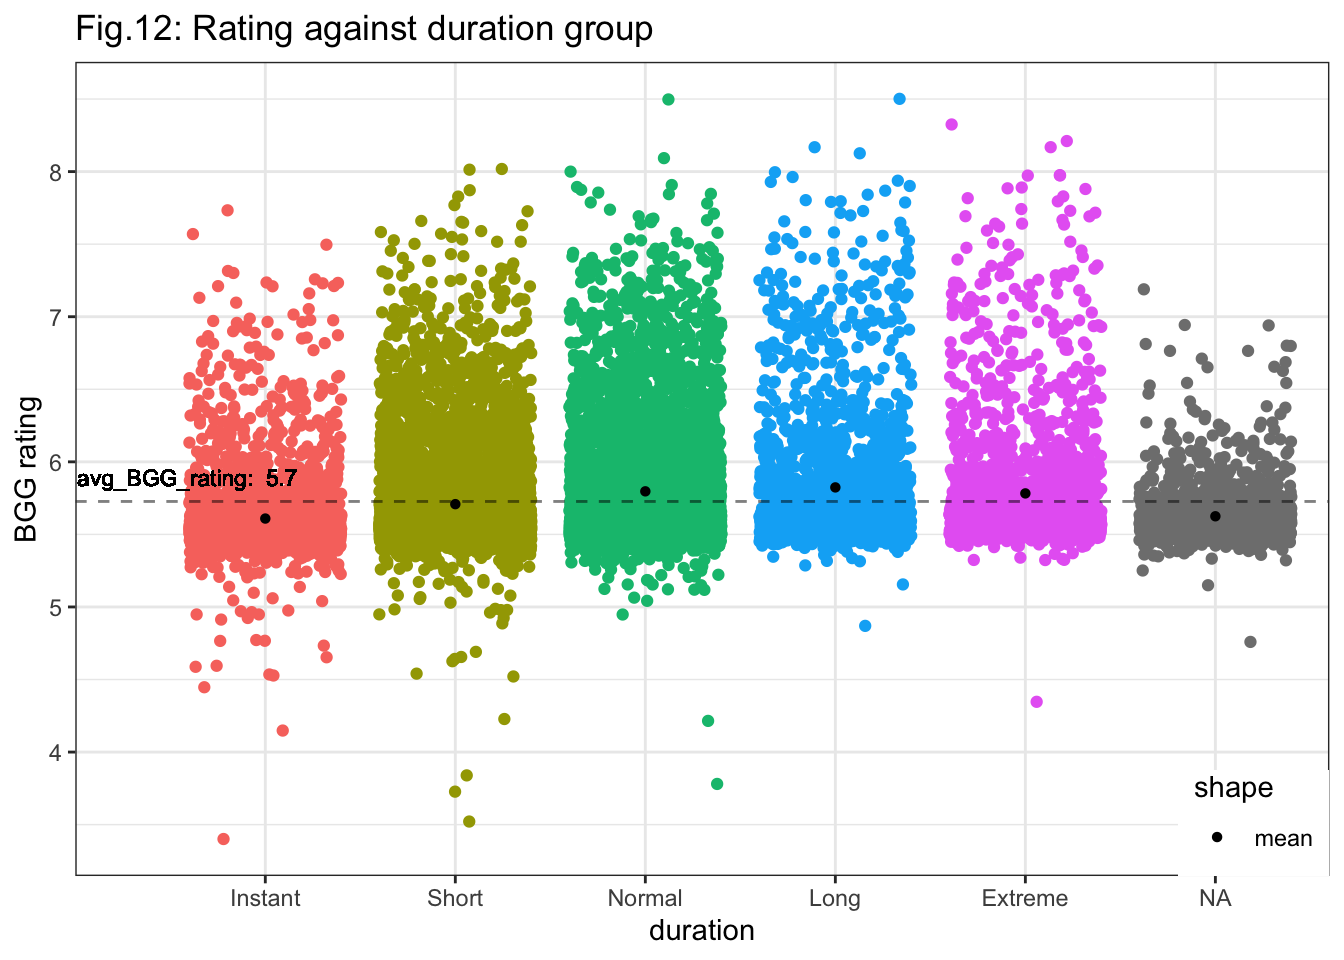 Fig.12: Rating against duration group
BGG rating
8
7
6
5
4
avg_BGG_rating:  5.7
shape
mean
Instant Short Normal Long Extreme NA
duration